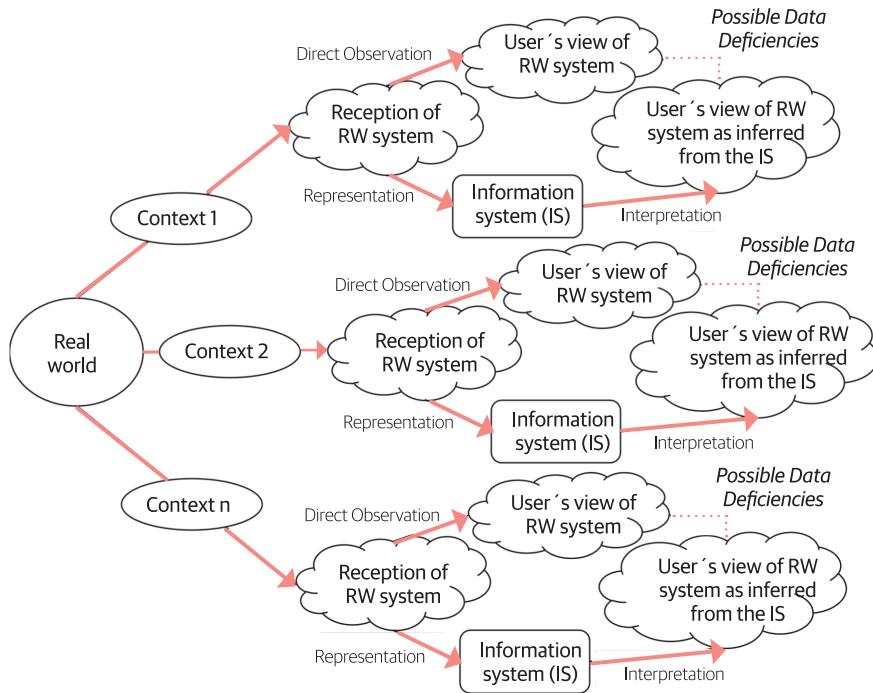 Possible Data
Deficiencies
Direct Observation
User´s view of
RW system
Reception of
RW system
User´s view of RW
system as inferred
from the IS
Representation
Information
system (IS)
Interpretation
Context 1
Possible Data
Deficiencies
Direct Observation
User´s view of
RW system
Real
world
Context 2
Reception of
RW system
User´s view of RW
system as inferred
from the IS
Representation
Information
system (IS)
Interpretation
Possible Data
Deficiencies
Context n
Direct Observation
User´s view of
RW system
Reception of
RW system
User´s view of RW
system as inferred
from the IS
Representation
Information
system (IS)
Interpretation